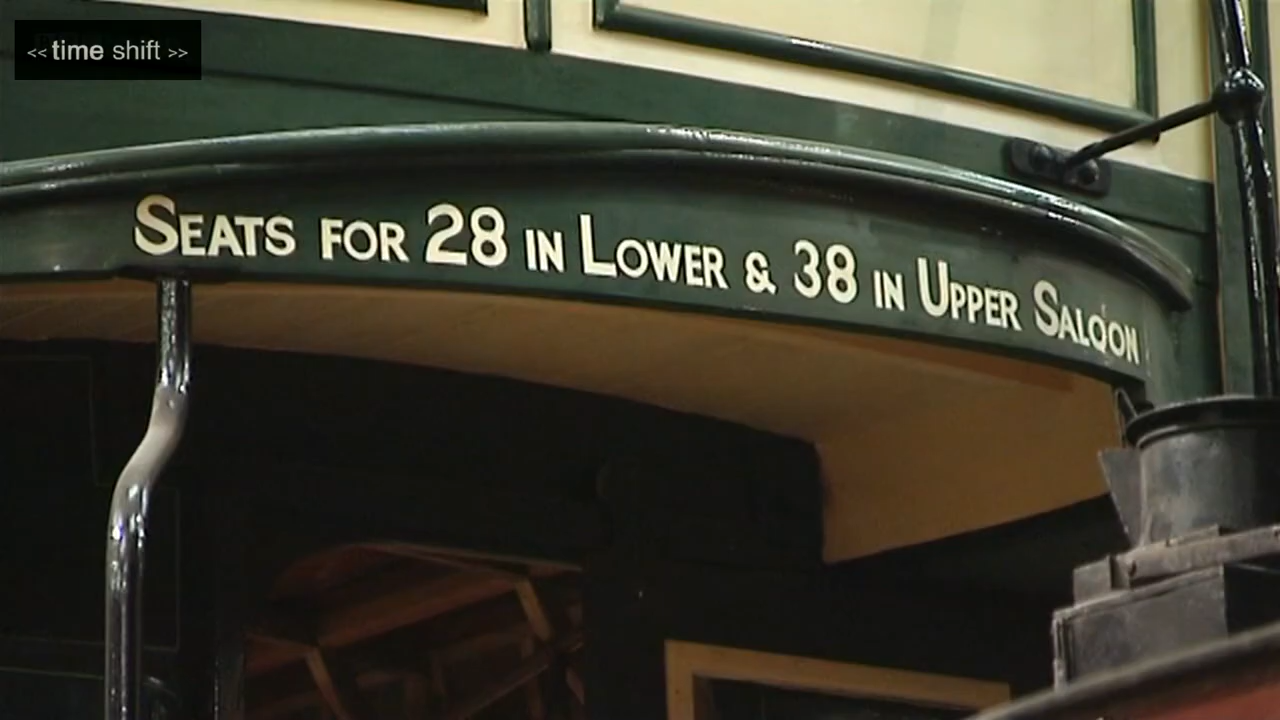 << time shift >>
SEATS FOR 28 IN LOWER & 38 IN UPPER SALOON